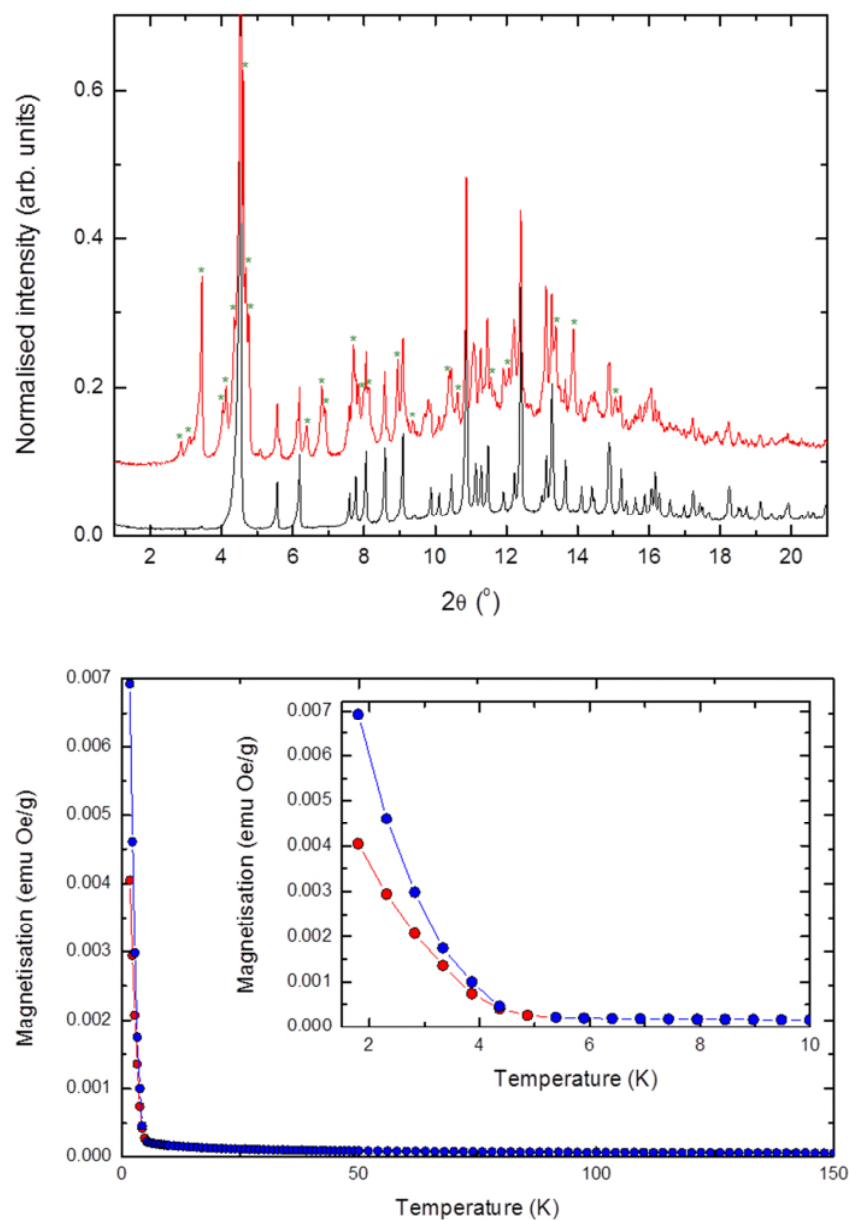 Normalised intensity (arb. units)
0.6
0.4
0.2
0.0
2 4 6 8 10 12 14 16 18 20
2θ (°)
Magnetisation (emu Oe/g)
0.007
0.006
0.005
0.004
0.003
0.002
0.001
0.000
0 50 100 150
Temperature (K)
Magnetisation (emu Oe/g)
0.007
0.006
0.005
0.004
0.003
0.002
0.001
0.000
2 4 6 8 10
Temperature (K)